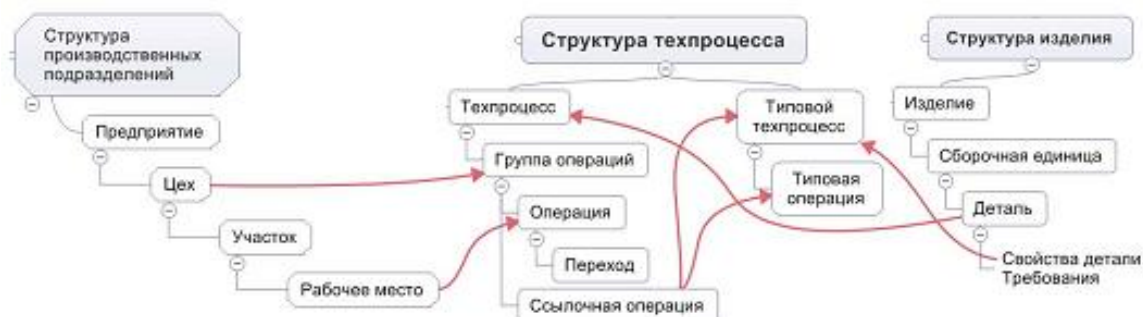 Структура
производственных
подразделений
Предприятие
Цех
Участок
Рабочее место
Структура техпроцесса
Техпроцесс
Группа операций
Операция
Переход
Ссылочная операция
Типовой
техпроцесс
Типовая
операция
Структура изделия
Изделие
Сборочная единица
Деталь
Свойства детали
Требования